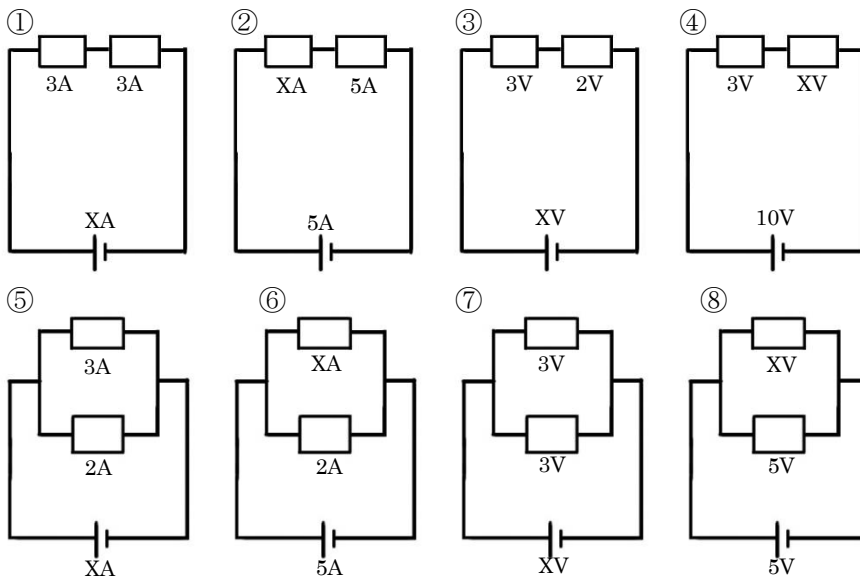 ① ② ③ ④
3A 3A XA 5A 3V 2V 3V XV
XA 5A XV 10V
⑤ ⑥ ⑦ ⑧
3A XA 3V XV
2A 2A 3V 5V
XA 5A XV 5V